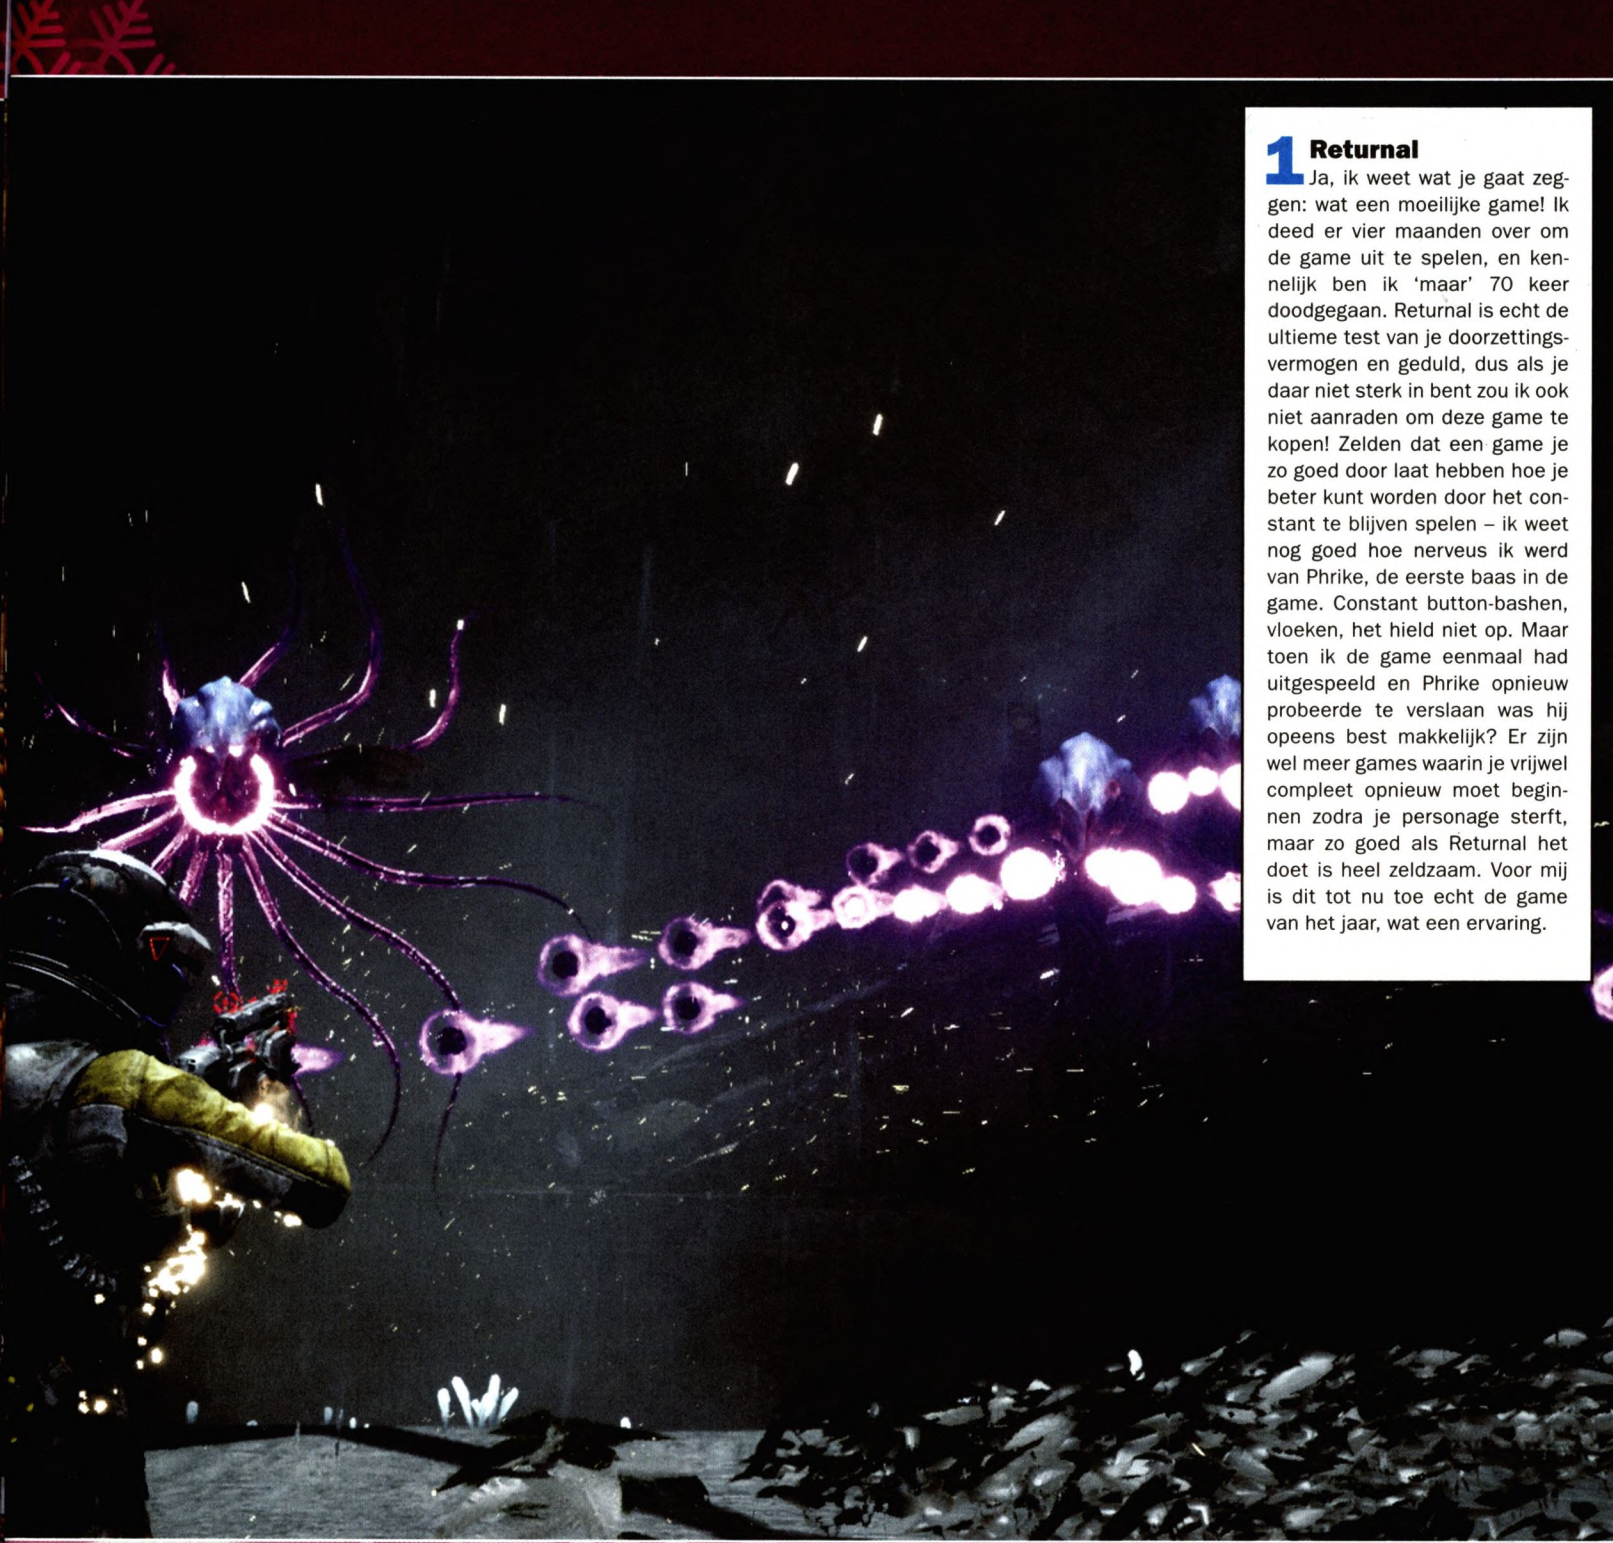 1 Returnal
Ja, ik weet wat je gaat zeg-
gen: wat een moeilijke game! Ik
deed er vier maanden over om
de game uit te spelen, en ken-
nelijk ben ik ‘maar’ 70 keer
doodgegaan. Returnal is echt de
ultieme test van je doorzettings-
vermogen en geduld, dus als je
daar niet sterk in bent zou ik ook
niet aanraden om deze game te
kopen! Zelden dat een game je
zo goed door laat hebben hoe je
beter kunt worden door het con-
stant te blijven spelen – ik weet
nog goed hoe nerveus ik werd
van Phrike, de eerste baas in de
game. Constant button-bashen,
vloeken, het hield niet op. Maar
toen ik de game eenmaal had
uitgespeeld en Phrike opnieuw
probeerde te verslaan was hij
opeens best makkelijk? Er zijn
wel meer games waarin je vrijwel
compleet opnieuw moet begin-
nen zodra je personage sterft,
maar zo goed als Returnal het
doet is heel zeldzaam. Voor mij
is dit tot nu toe echt de game
van het jaar, wat een ervaring.